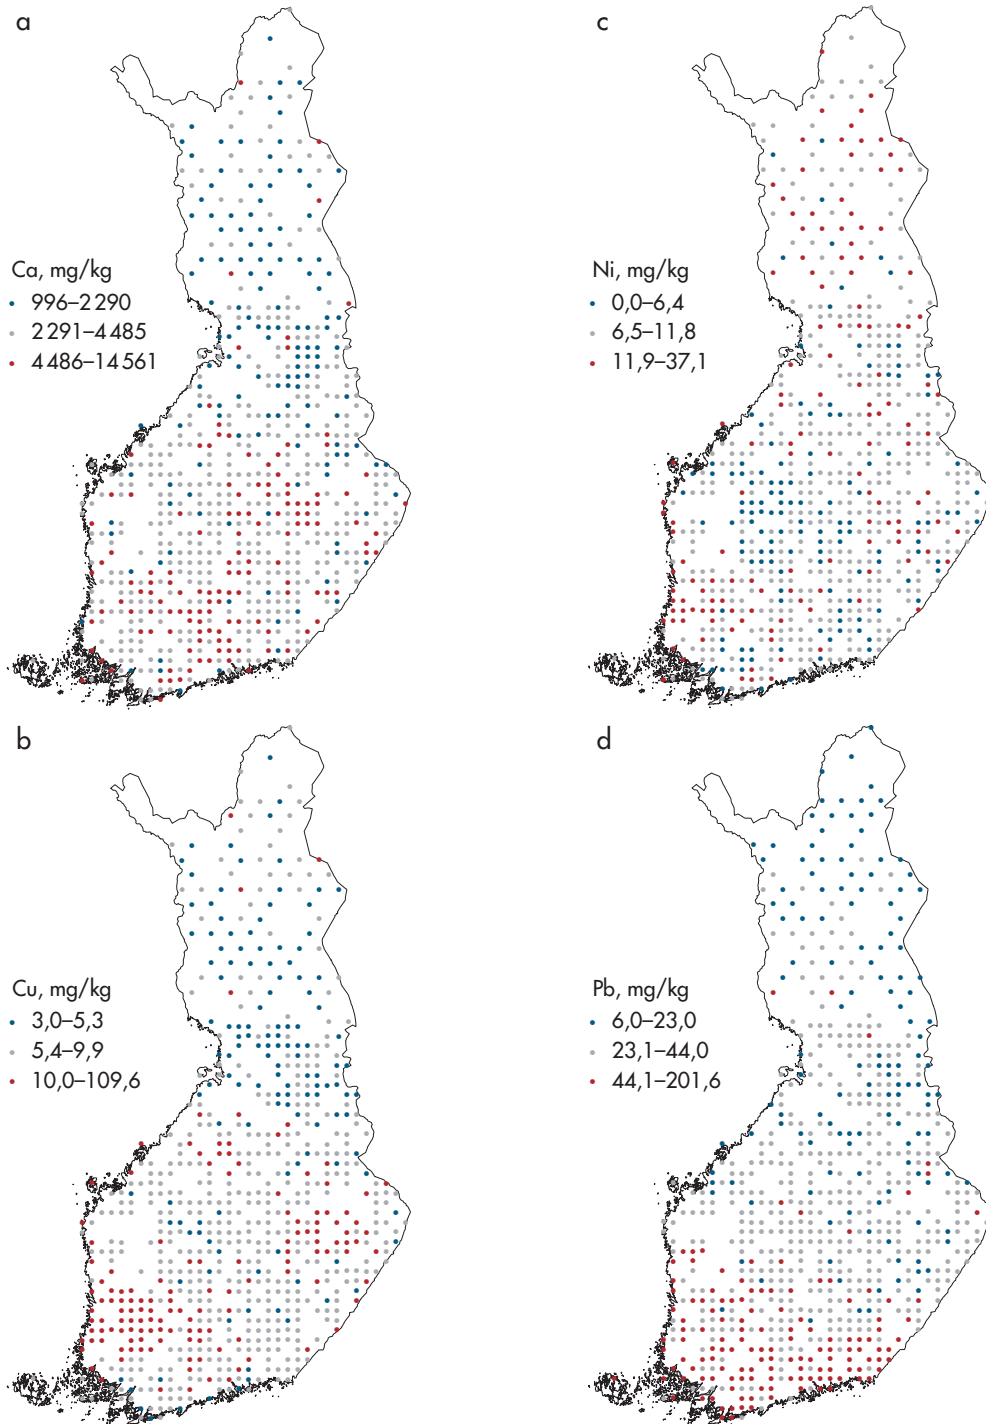 a
Ca, mg/kg
996–2 290
2 291–4 485
4 486–14 561
c
Ni, mg/kg
0,0–6,4
6,5–11,8
11,9–37,1
b
Cu, mg/kg
3,0–5,3
5,4–9,9
10,0–109,6
d
Pb, mg/kg
6,0–23,0
23,1–44,0
44,1–201,6